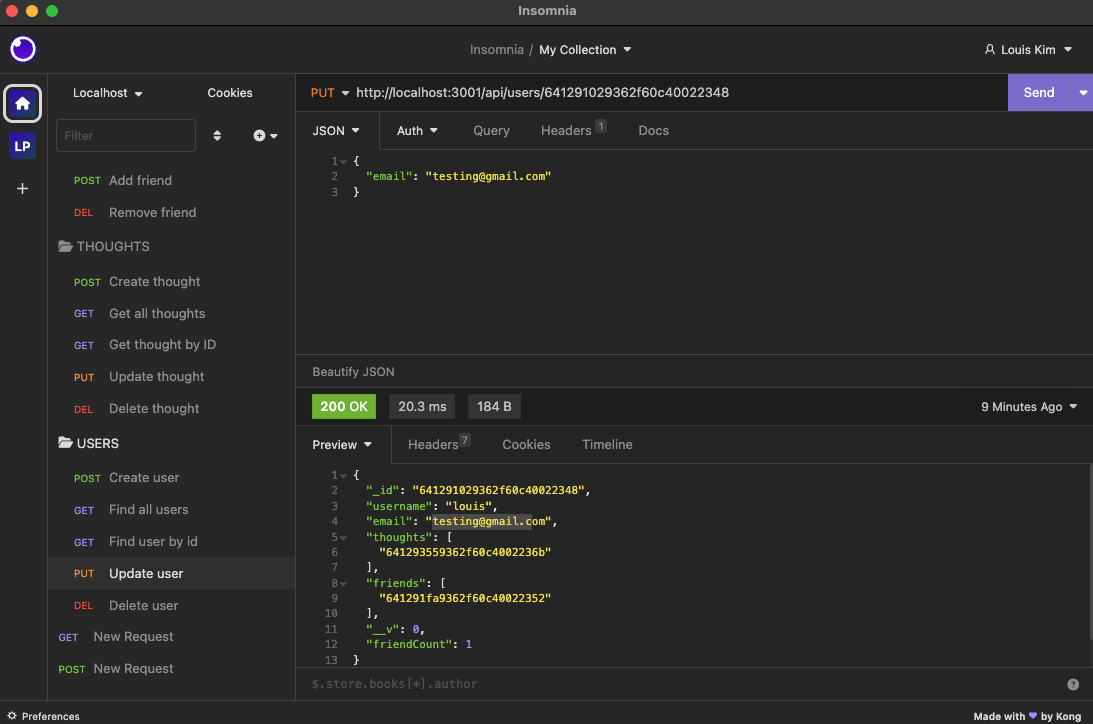 Insomnia
Insomnia / My Collection
Louis Kim
LP
Localhost
Cookies
Filter
POST Add friend
DEL Remove friend
THOUGHTS
POST Create thought
GET Get all thoughts
GET Get thought by ID
PUT Update thought
DEL Delete thought
USERS
POST Create user
GET Find all users
GET Find user by id
PUT Update user
DEL Delete user
GET New Request
POST New Request
PUT http://localhost:3001/api/users/641291029362f60c40022348 Send
JSON Auth Query Headers 1 Docs
1 {
2 "email": "testing@gmail.com"
3 }
Beautify JSON
200 OK 20.3 ms 184 B 9 Minutes Ago
Preview Headers 7 Cookies Timeline
1 {
2 "_id": "641291029362f60c40022348",
3 "username": "louis",
4 "email": "testing@gmail.com",
5 "thoughts": [
6 "641293559362f60c4002236b"
7 ],
8 "friends": [
9 "641291fa9362f60c40022352"
10 ],
11 "__v": 0,
12 "friendCount": 1
13 }
$.store.books[*].author
Preferences
Made with ♥ by Kong